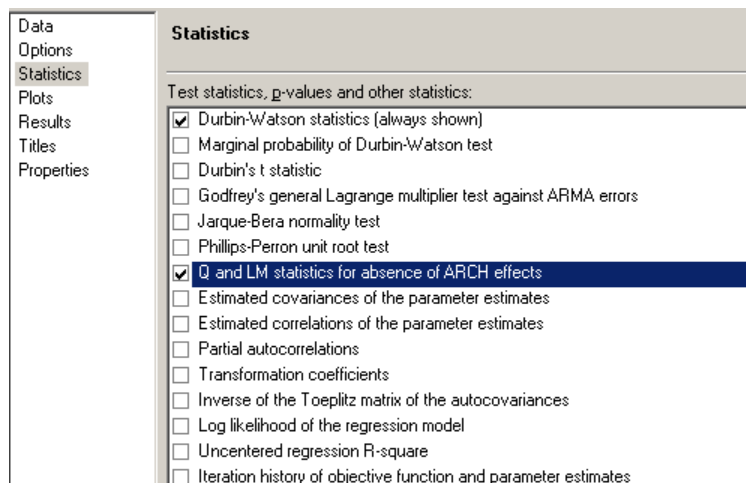 Data
Options
Statistics
Plots
Results
Titles
Properties
Statistics
Test statistics, p-values and other statistics:
Durbin-Watson statistics (always shown)
Marginal probability of Durbin-Watson test
Durbin's t statistic
Godfrey's general Lagrange multiplier test against ARMA errors
Jarque-Bera normality test
Phillips-Perron unit root test
Q and LM statistics for absence of ARCH effects
Estimated covariances of the parameter estimates
Estimated correlations of the parameter estimates
Partial autocorrelations
Transformation coefficients
Inverse of the Toeplitz matrix of the autocovariances
Log likelihood of the regression model
Uncentered regression R-square
Iteration history of objective function and parameter estimates